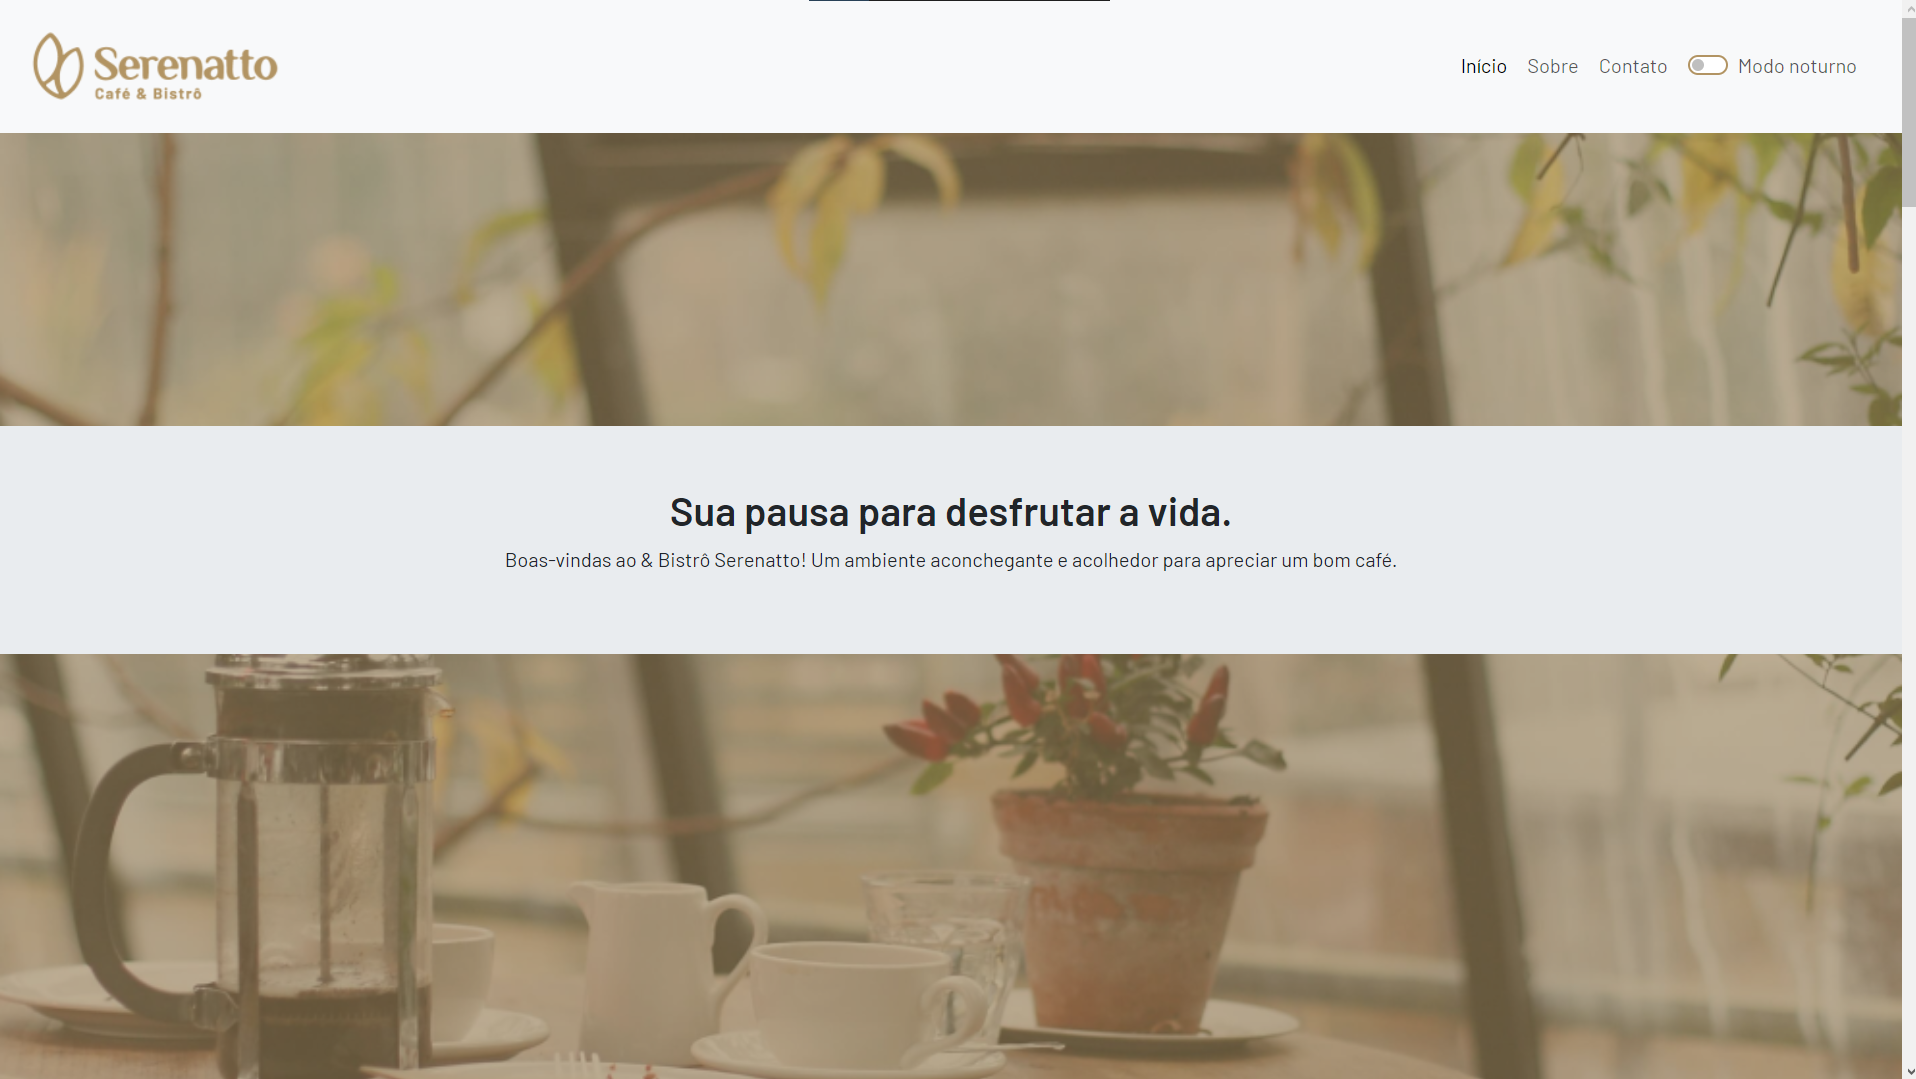 Serenatto
Café & Bistrô
Início Sobre Contato Modo noturno
Sua pausa para desfrutar a vida.
Boas-vindas ao & Bistrô Serenatto! Um ambiente aconchegante e acolhedor para apreciar um bom café.